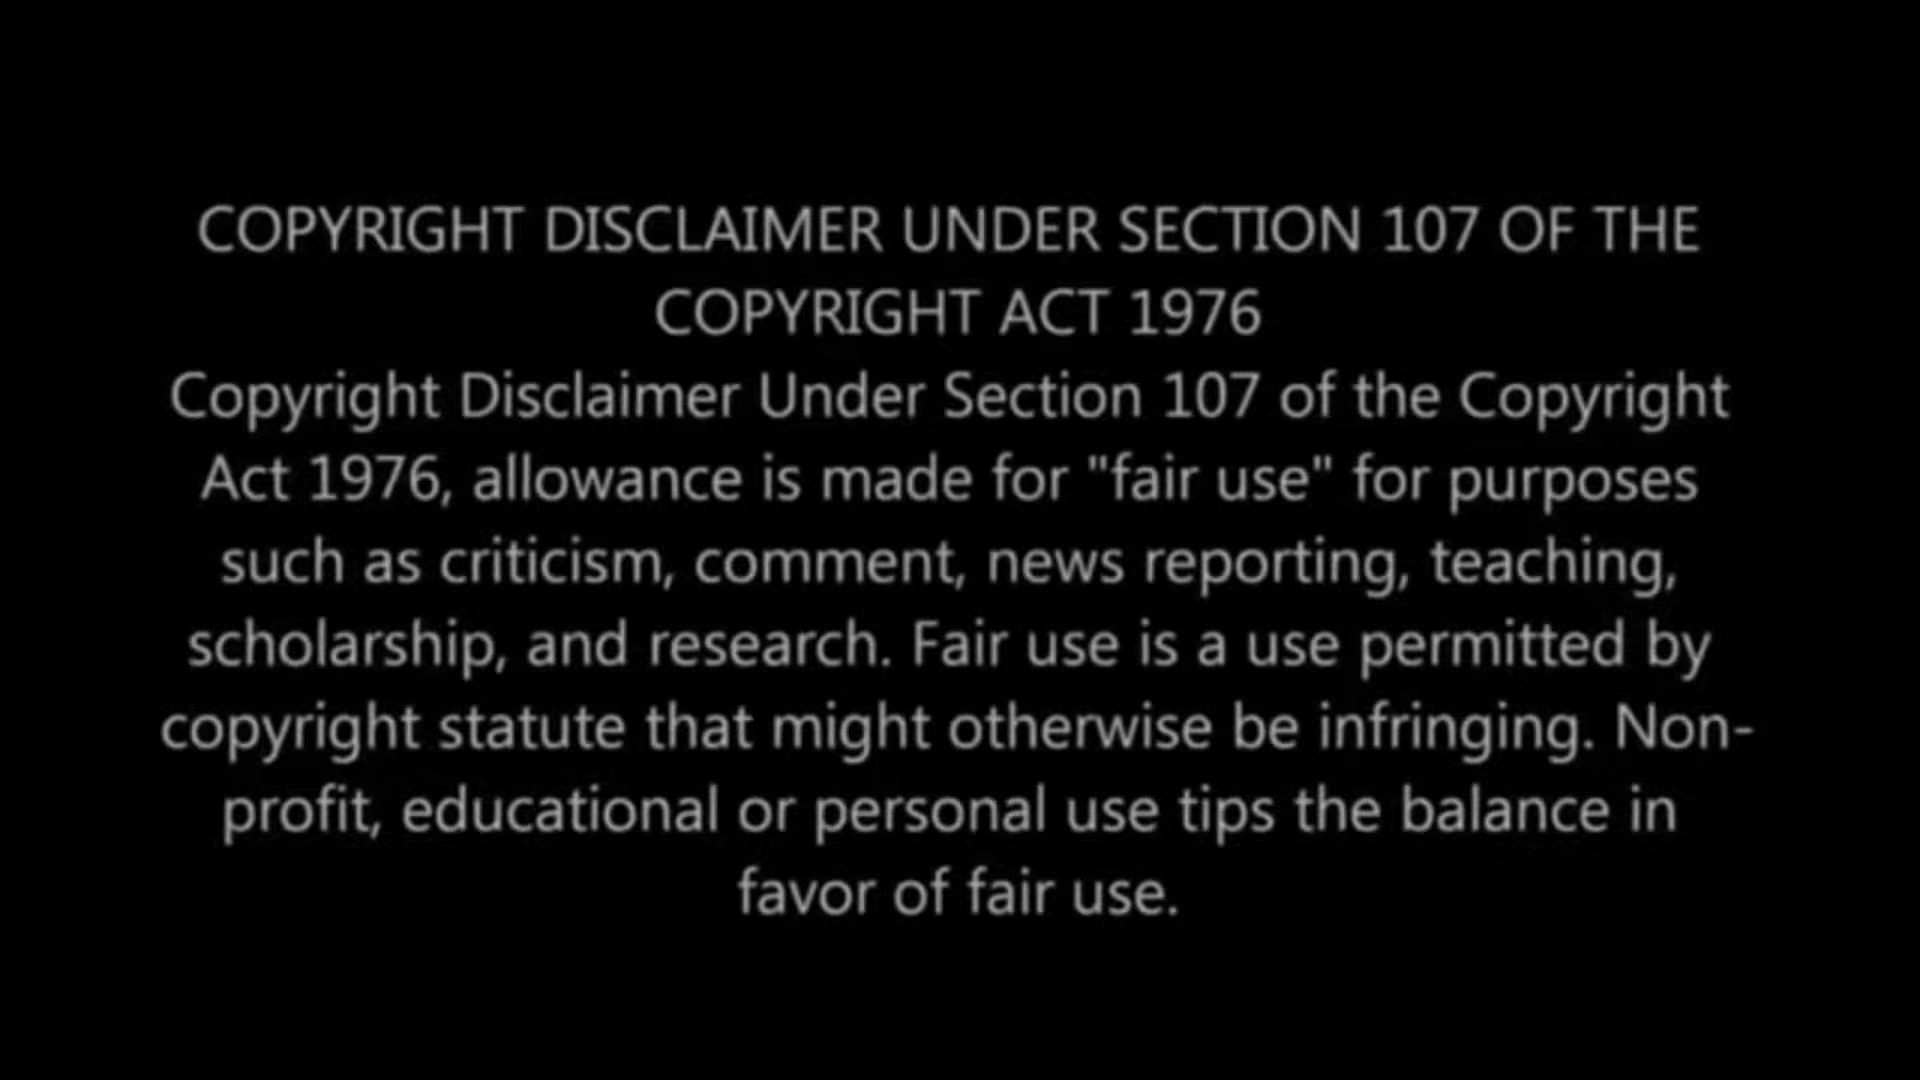 COPYRIGHT DISCLAIMER UNDER SECTION 107 OF THE
COPYRIGHT ACT 1976
Copyright Disclaimer Under Section 107 of the Copyright
Act 1976, allowance is made for "fair use" for purposes
such as criticism, comment, news reporting, teaching,
scholarship, and research. Fair use is a use permitted by
copyright statute that might otherwise be infringing. Non-
profit, educational or personal use tips the balance in
favor of fair use.